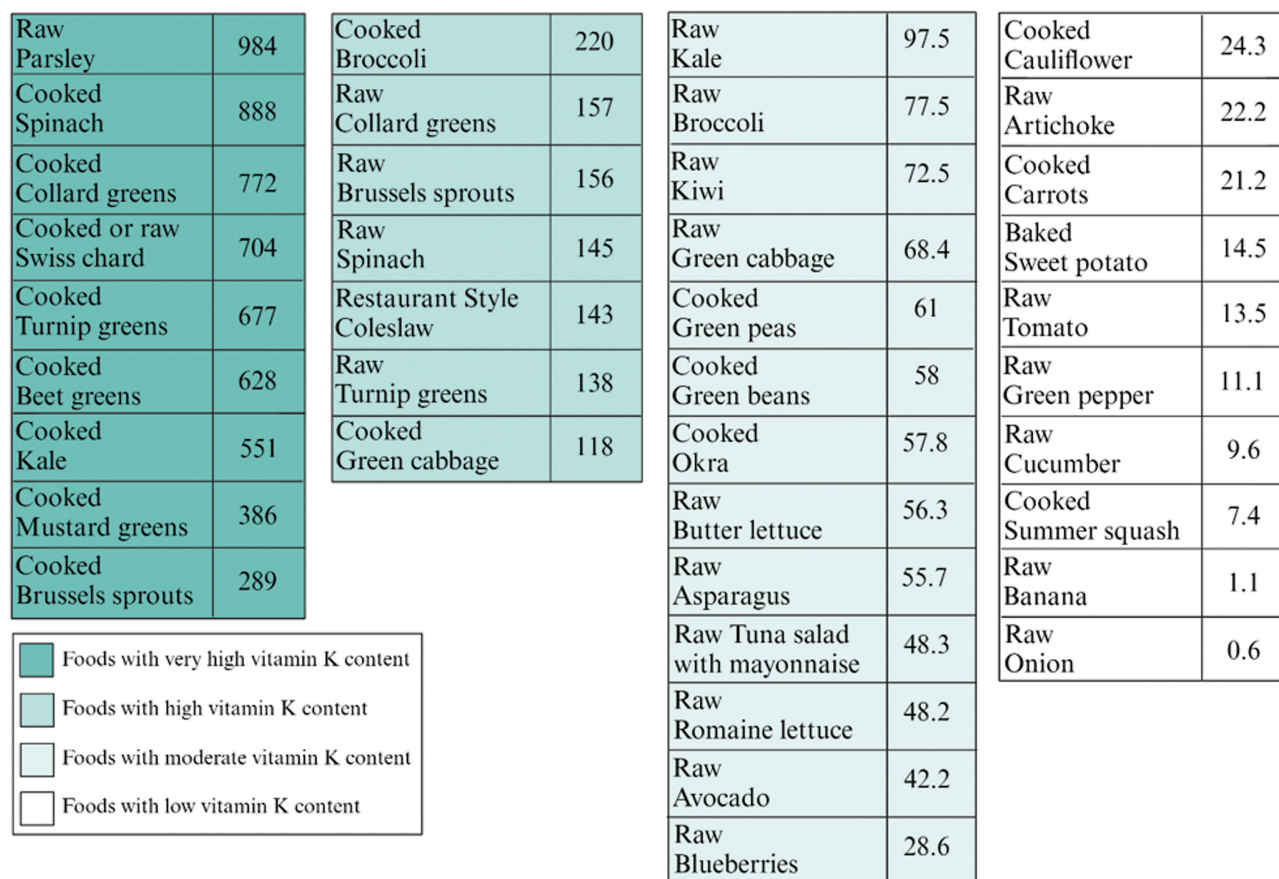 Raw
Parsley
984
Cooked
Spinach
888
Cooked
Collard greens
772
Cooked or raw
Swiss chard
704
Cooked
Turnip greens
677
Cooked
Beet greens
628
Cooked
Kale
551
Cooked
Mustard greens
386
Cooked
Brussels sprouts
289
Foods with very high vitamin K content
Foods with high vitamin K content
Foods with moderate vitamin K content
Foods with low vitamin K content
Cooked
Broccoli
220
Raw
Collard greens
157
Raw
Brussels sprouts
156
Raw
Spinach
145
Restaurant Style
Coleslaw
143
Raw
Turnip greens
138
Cooked
Green cabbage
118
Raw
Kale
97.5
Raw
Broccoli
77.5
Raw
Kiwi
72.5
Raw
Green cabbage
68.4
Cooked
Green peas
61
Cooked
Green beans
58
Cooked
Okra
57.8
Raw
Butter lettuce
56.3
Raw
Asparagus
55.7
Raw Tuna salad
with mayonnaise
48.3
Raw
Romaine lettuce
48.2
Raw
Avocado
42.2
Raw
Blueberries
28.6
Cooked
Cauliflower
24.3
Raw
Artichoke
22.2
Cooked
Carrots
21.2
Baked
Sweet potato
14.5
Raw
Tomato
13.5
Raw
Green pepper
11.1
Raw
Cucumber
9.6
Cooked
Summer squash
7.4
Raw
Banana
1.1
Raw
Onion
0.6